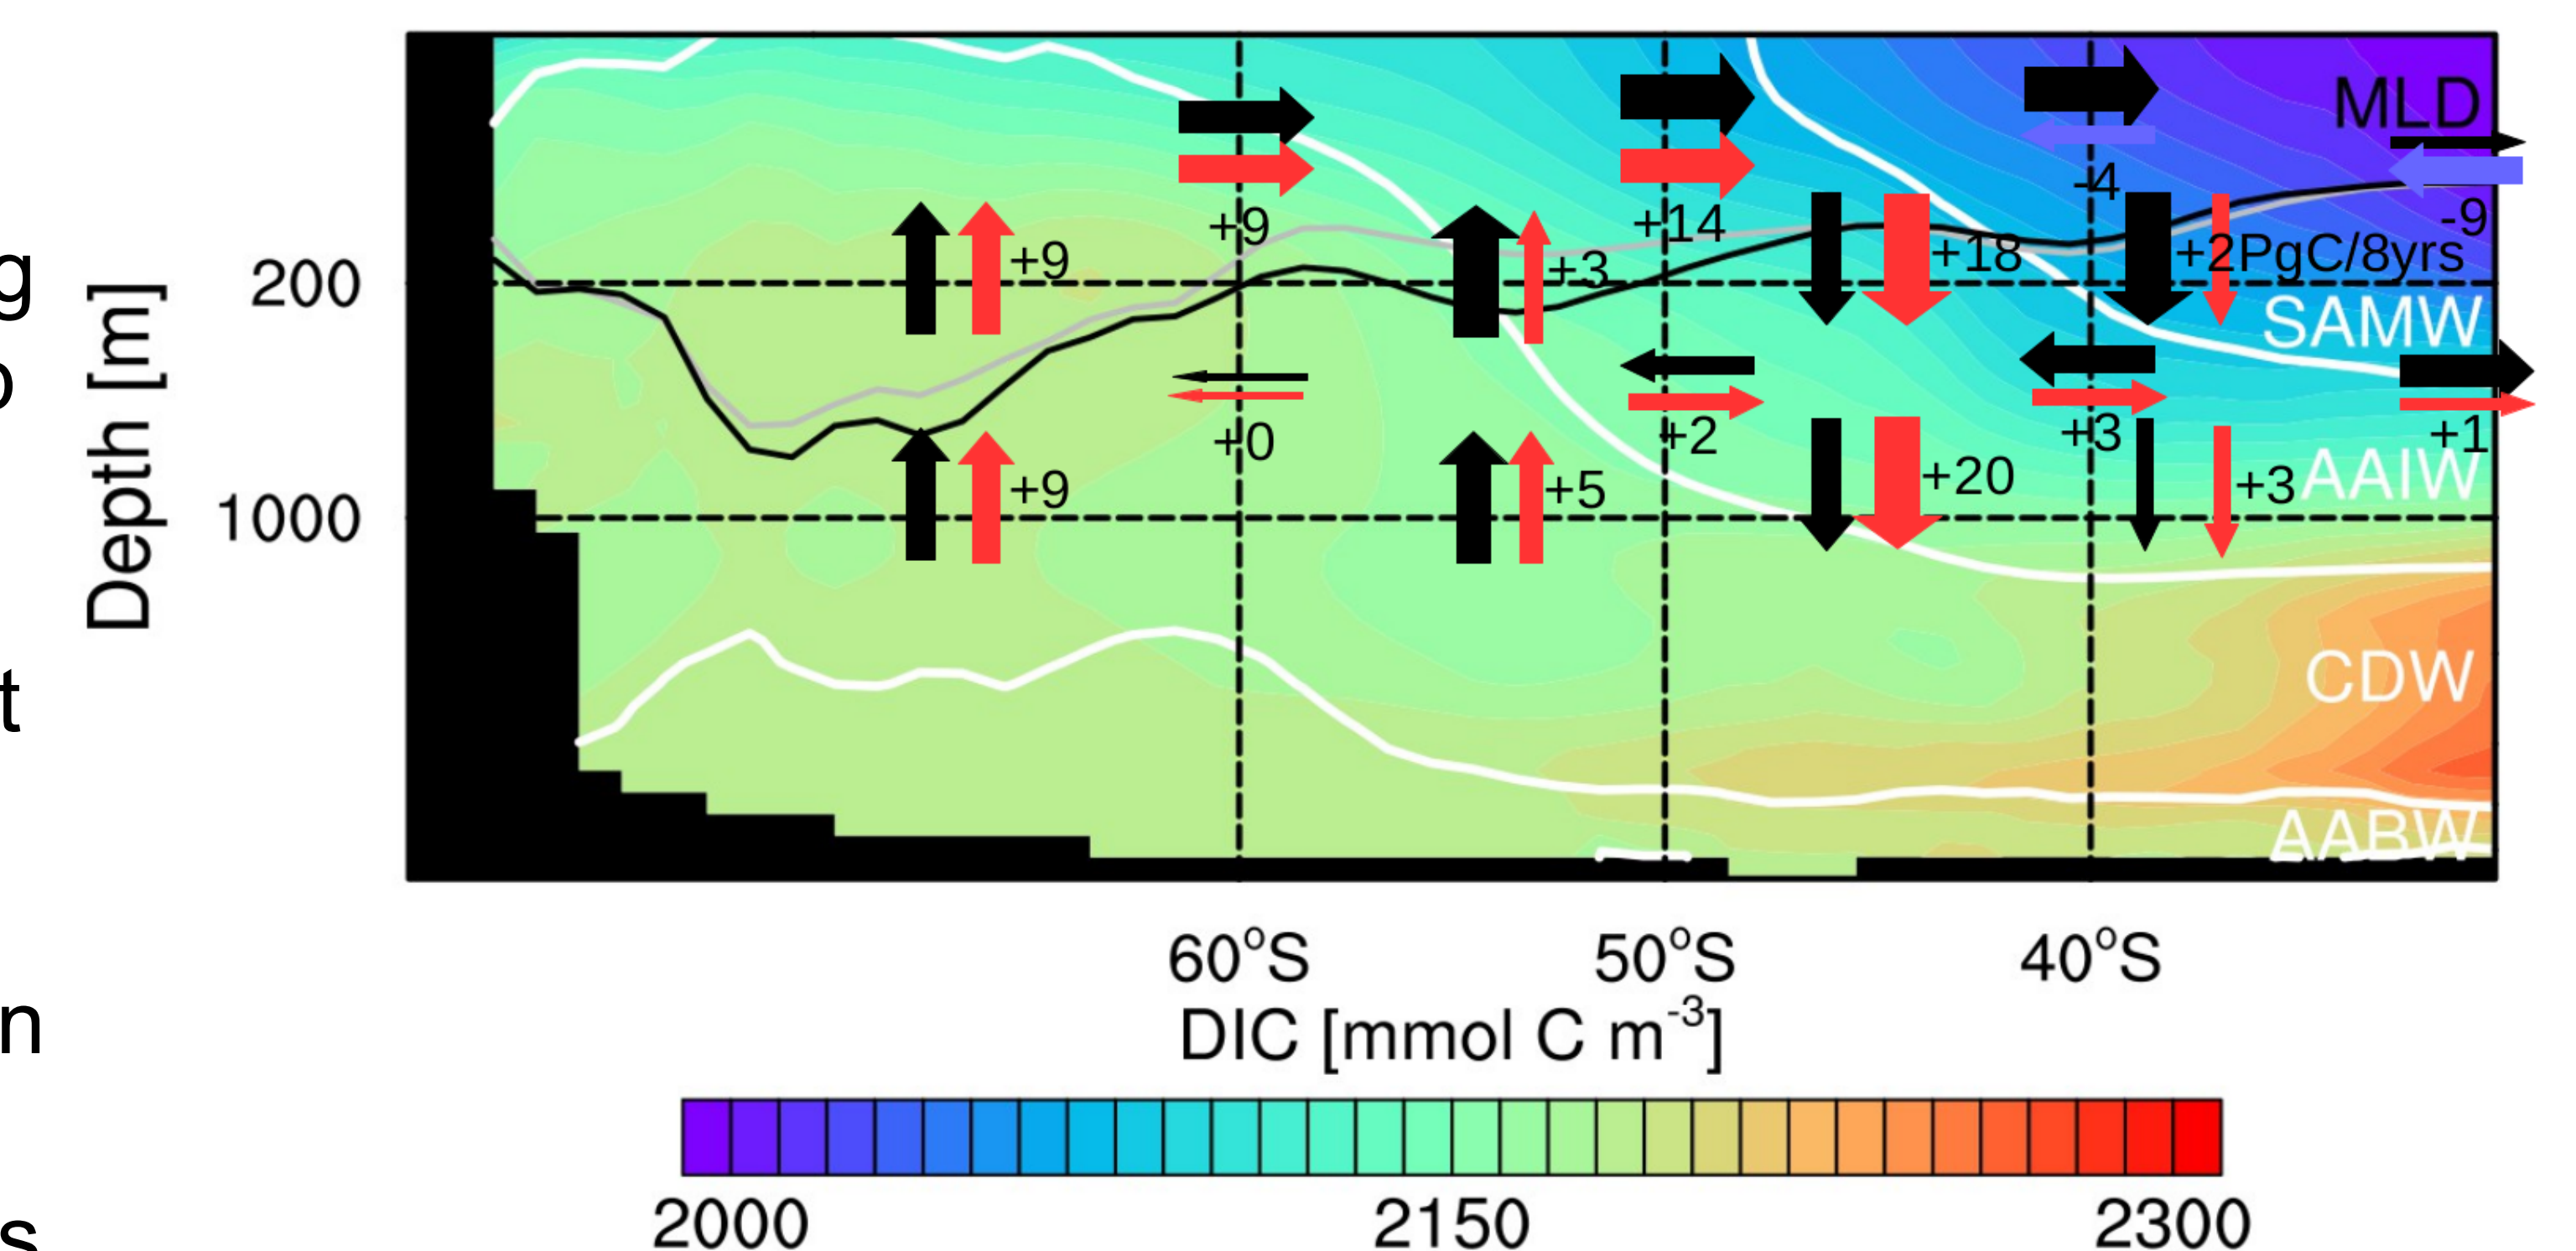 g
o
t
n
s
Depth [m]
200
1000
MLD
+9
+14
-4
-9
+9
+3
+18
+2PgC/8yrs
SAMW
+0
+2
+3
+1
+9
+5
+20
+3
AAIW
CDW
AABW
60°S
50°S
40°S
DIC [mmol C m⁻³]
2000
2150
2300